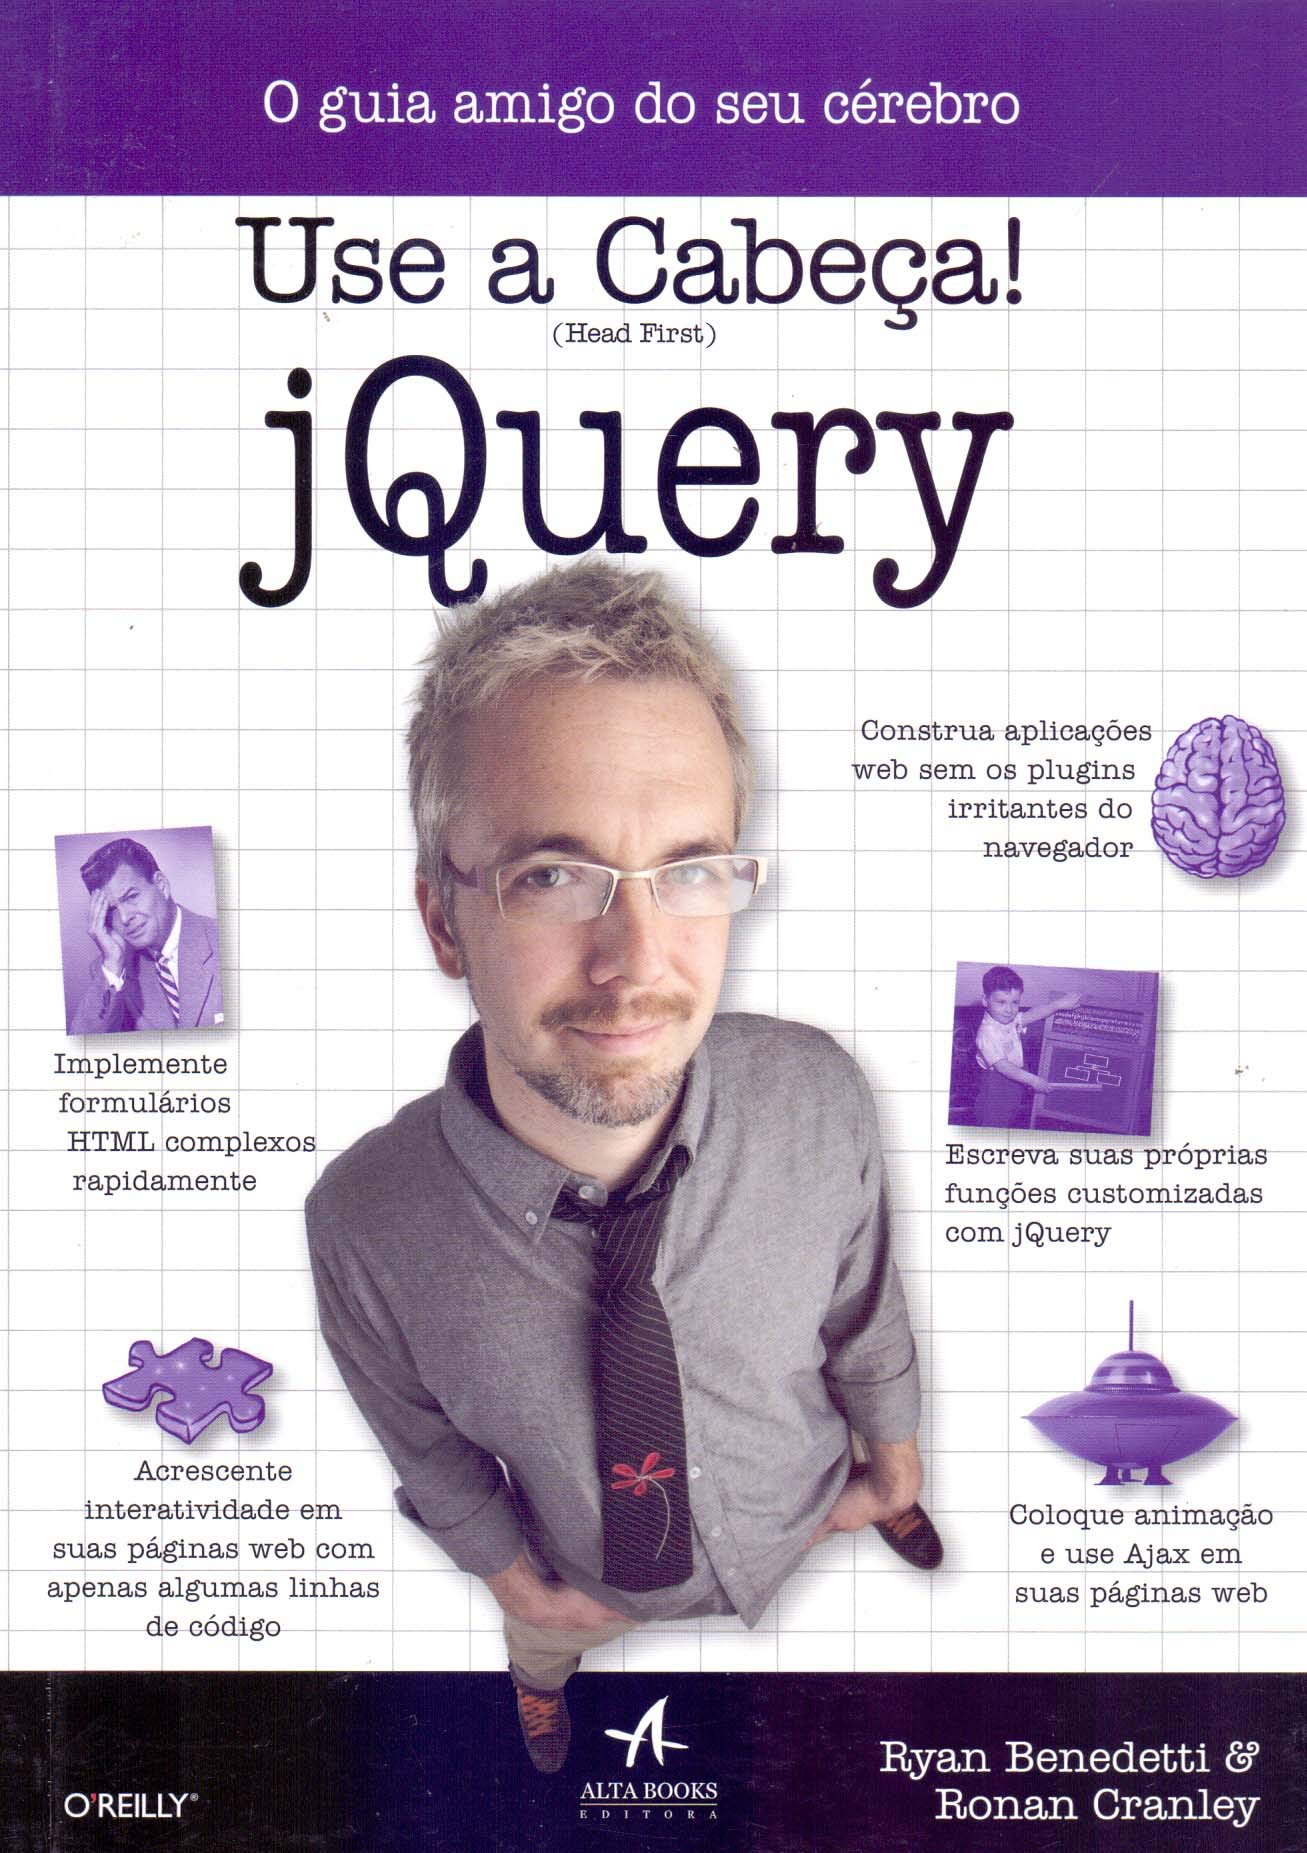 O guia amigo do seu cérebro
Use a Cabeça!
(Head First)
jQuery
Construa aplicações
web sem os plugins
irritantes do
navegador
Implemente
formulários
HTML complexos
rapidamente
Escreva suas próprias
funções customizadas
com jQuery
Acrescente
interatividade em
suas páginas web com
apenas algumas linhas
de código
Coloque animação
e use Ajax em
suas páginas web
O'REILLY®
ALTA BOOKS
EDITORA
Ryan Benedetti &
Ronan Cranley